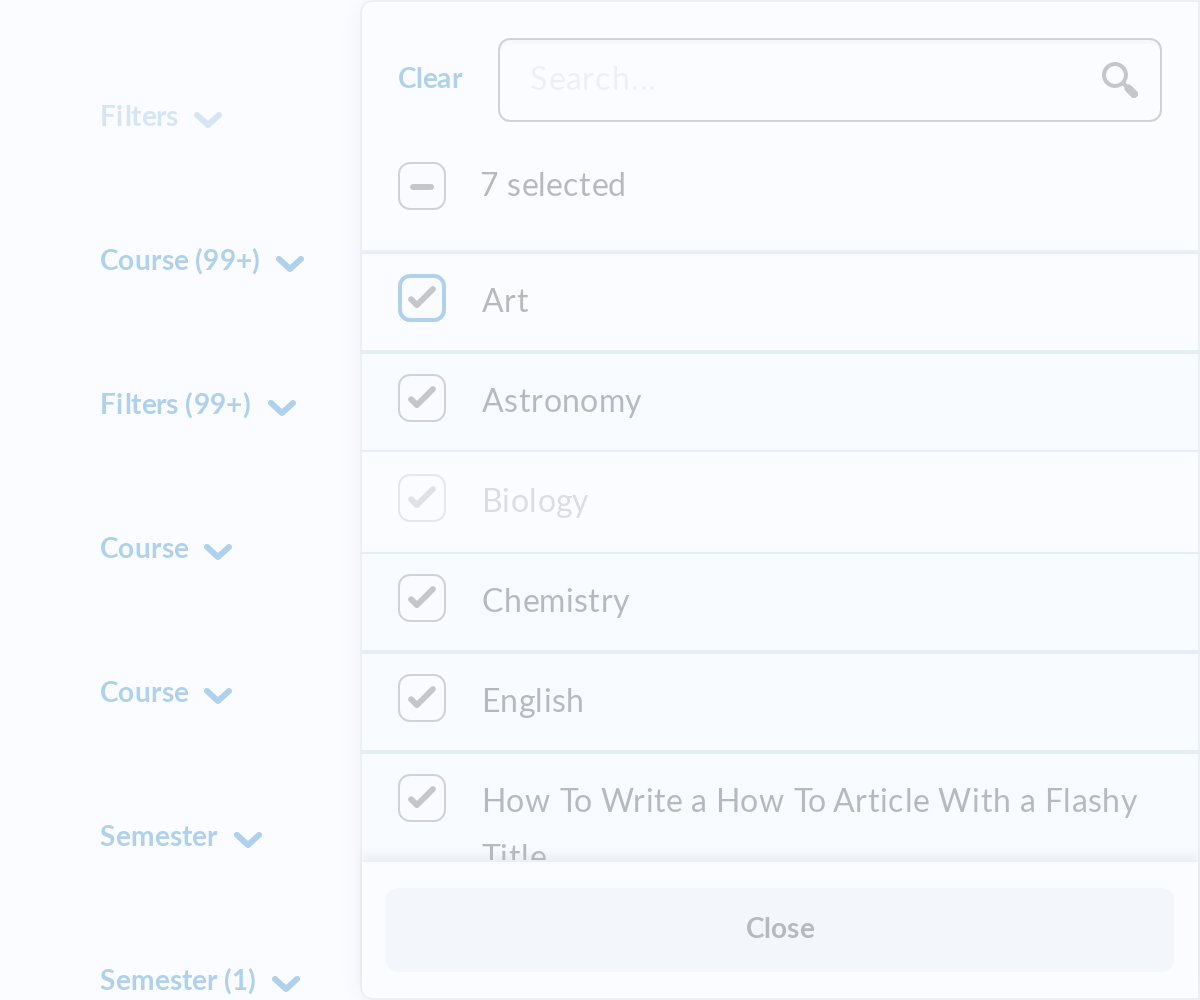 Filters
Course (99+)
Filters (99+)
Course
Course
Semester
Semester (1)
Clear
Search...
7 selected
Art
Astronomy
Biology
Chemistry
English
How To Write a How To Article With a Flashy
Title
Close